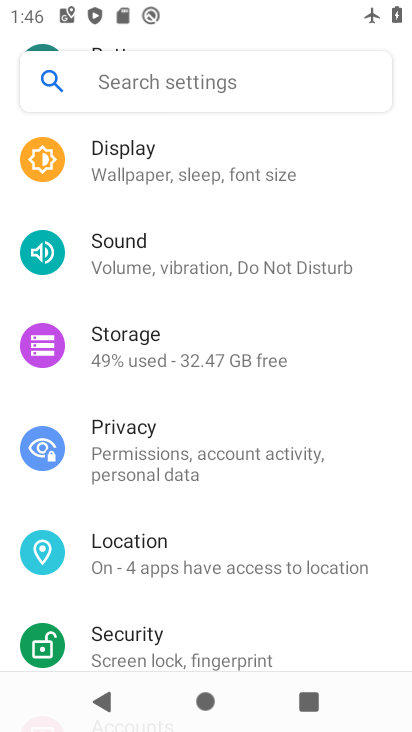 1:46
Search settings
Display
Wallpaper, sleep, font size
Sound
Volume, vibration, Do Not Disturb
Storage
49% used - 32.47 GB free
Privacy
Permissions, account activity,
personal data
Location
On - 4 apps have access to location
Security
Screen lock, fingerprint
Accounts